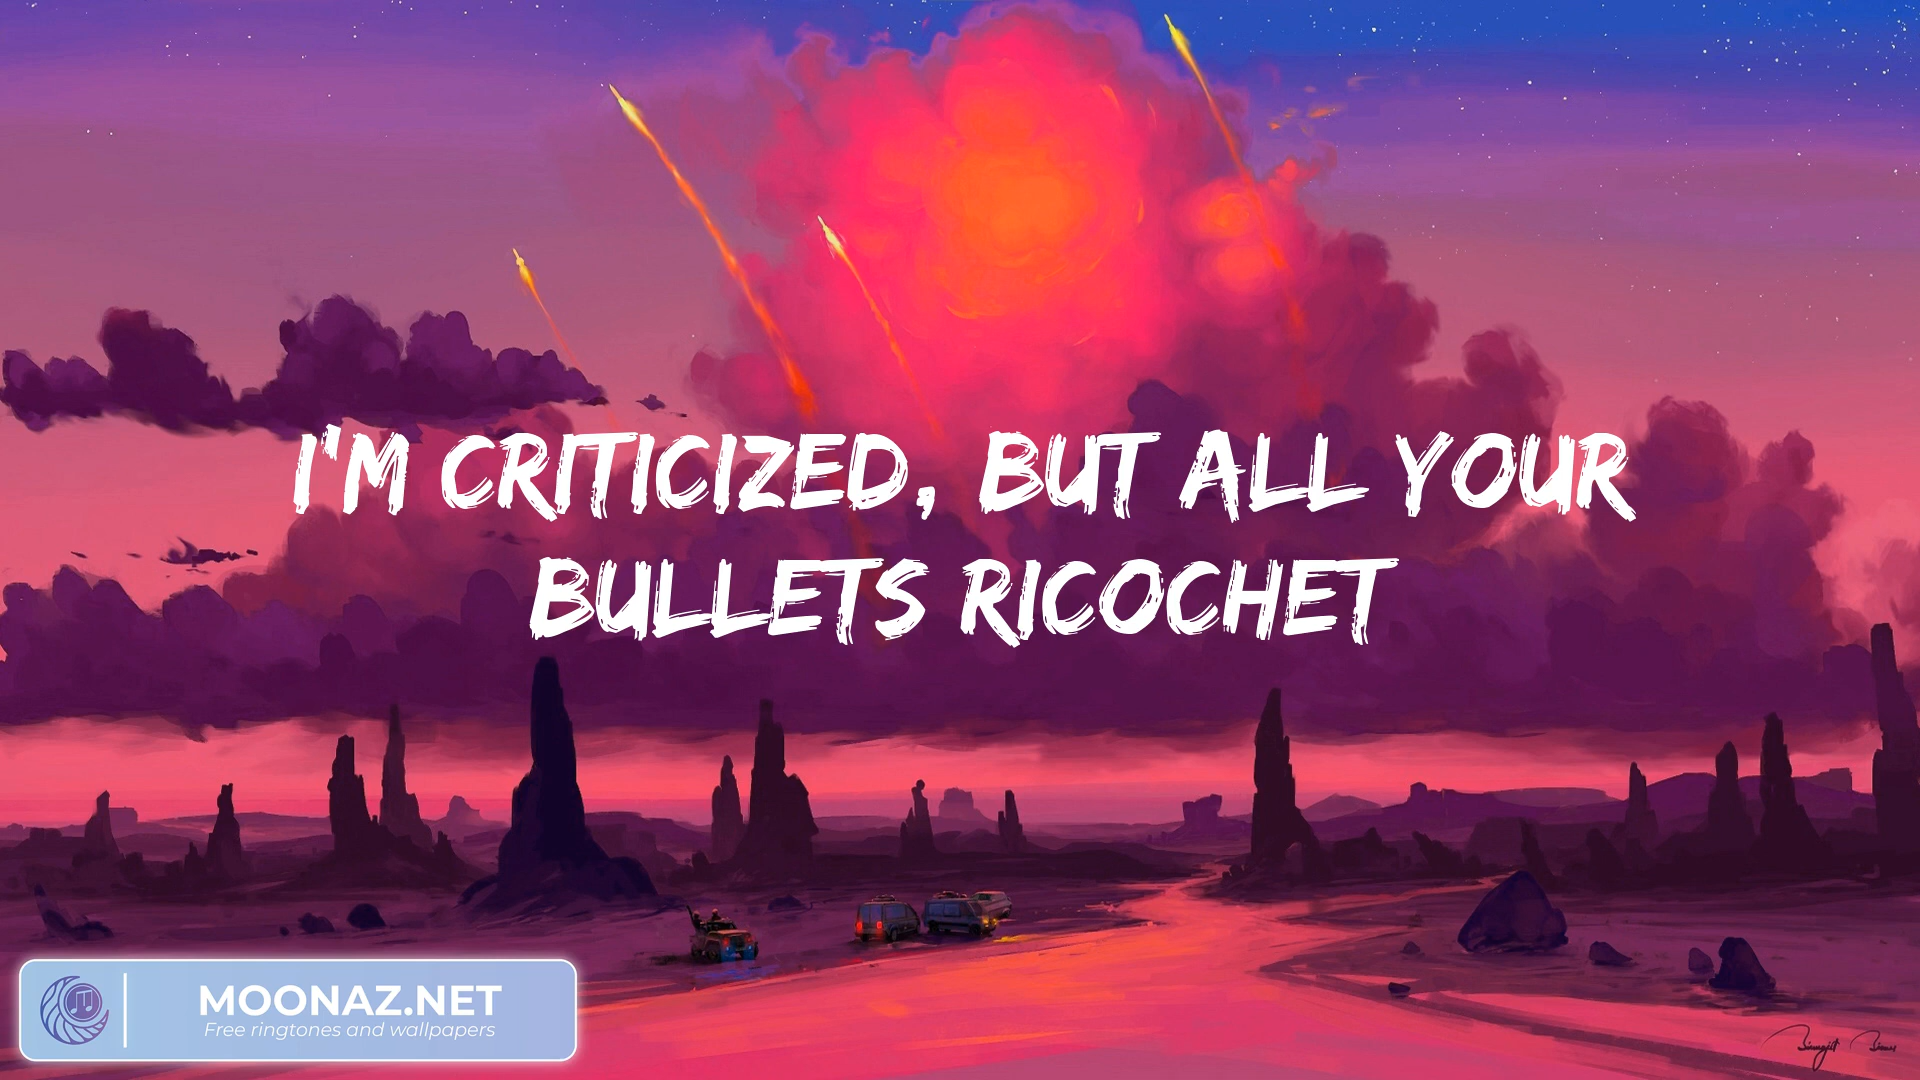 I'M CRITICIZED, BUT ALL YOUR
BULLETS RICOCHET
MOONAZ.NET
Free ringtones and wallpapers